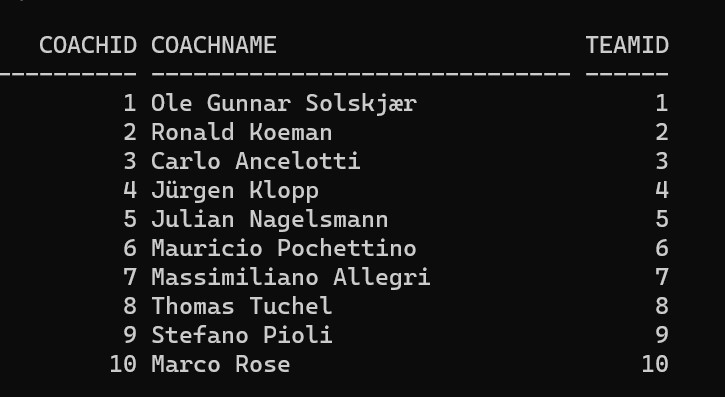 COACHID COACHNAME TEAMID
---------- ------------------------------ ------
1 Ole Gunnar Solskjær 1
2 Ronald Koeman 2
3 Carlo Ancelotti 3
4 Jürgen Klopp 4
5 Julian Nagelsmann 5
6 Mauricio Pochettino 6
7 Massimiliano Allegri 7
8 Thomas Tuchel 8
9 Stefano Pioli 9
10 Marco Rose 10